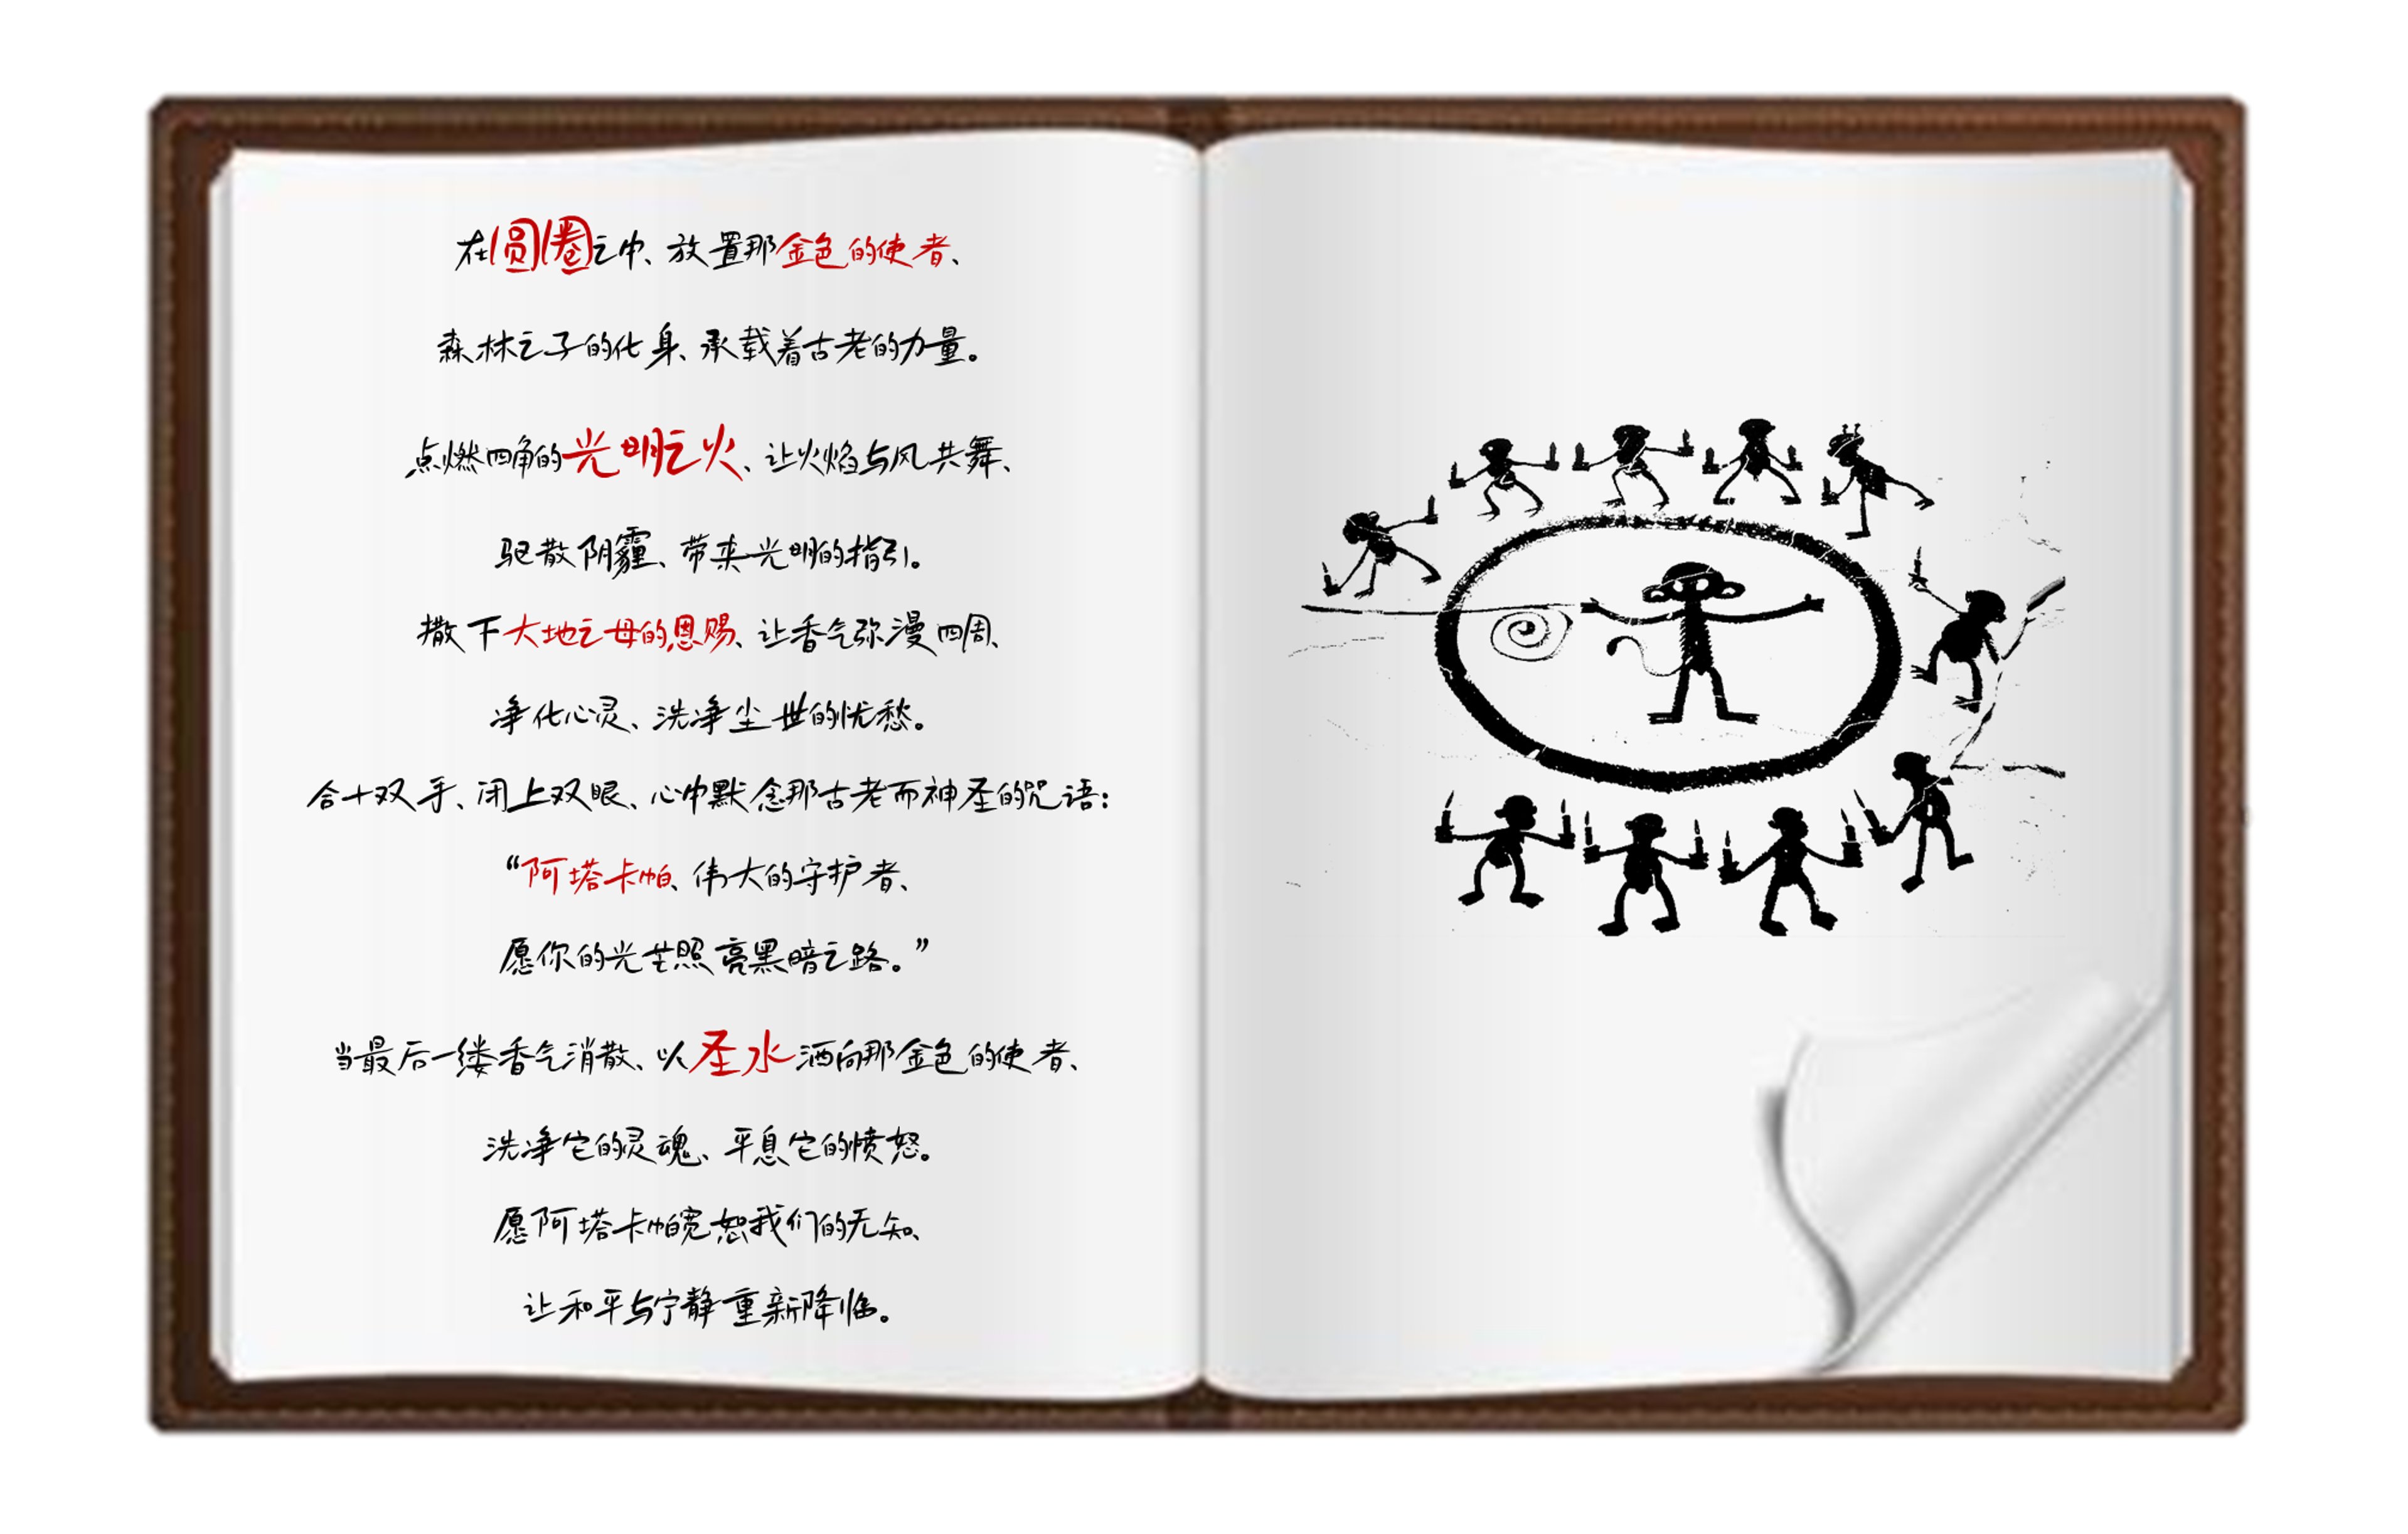 在圆圈之中、放置那金色的使者、
森林之子的化身、承载着古老的力量。
点燃四角的光明之火、让火焰与风共舞、
驱散阴霾、带来光明的指引。
撒下大地之母的恩赐、让香气弥漫四周、
净化心灵、洗净尘世的忧愁。
合十双手、闭上双眼、心中默念那古老而神圣的咒语：
“阿塔卡帕、伟大的守护者、
愿你的光芒照亮黑暗之路。”
当最后一缕香气消散、以圣水洒向那金色的使者、
洗净它的灵魂、平息它的愤怒。
愿阿塔卡帕宽恕我们的无知、
让和平与宁静重新降临。